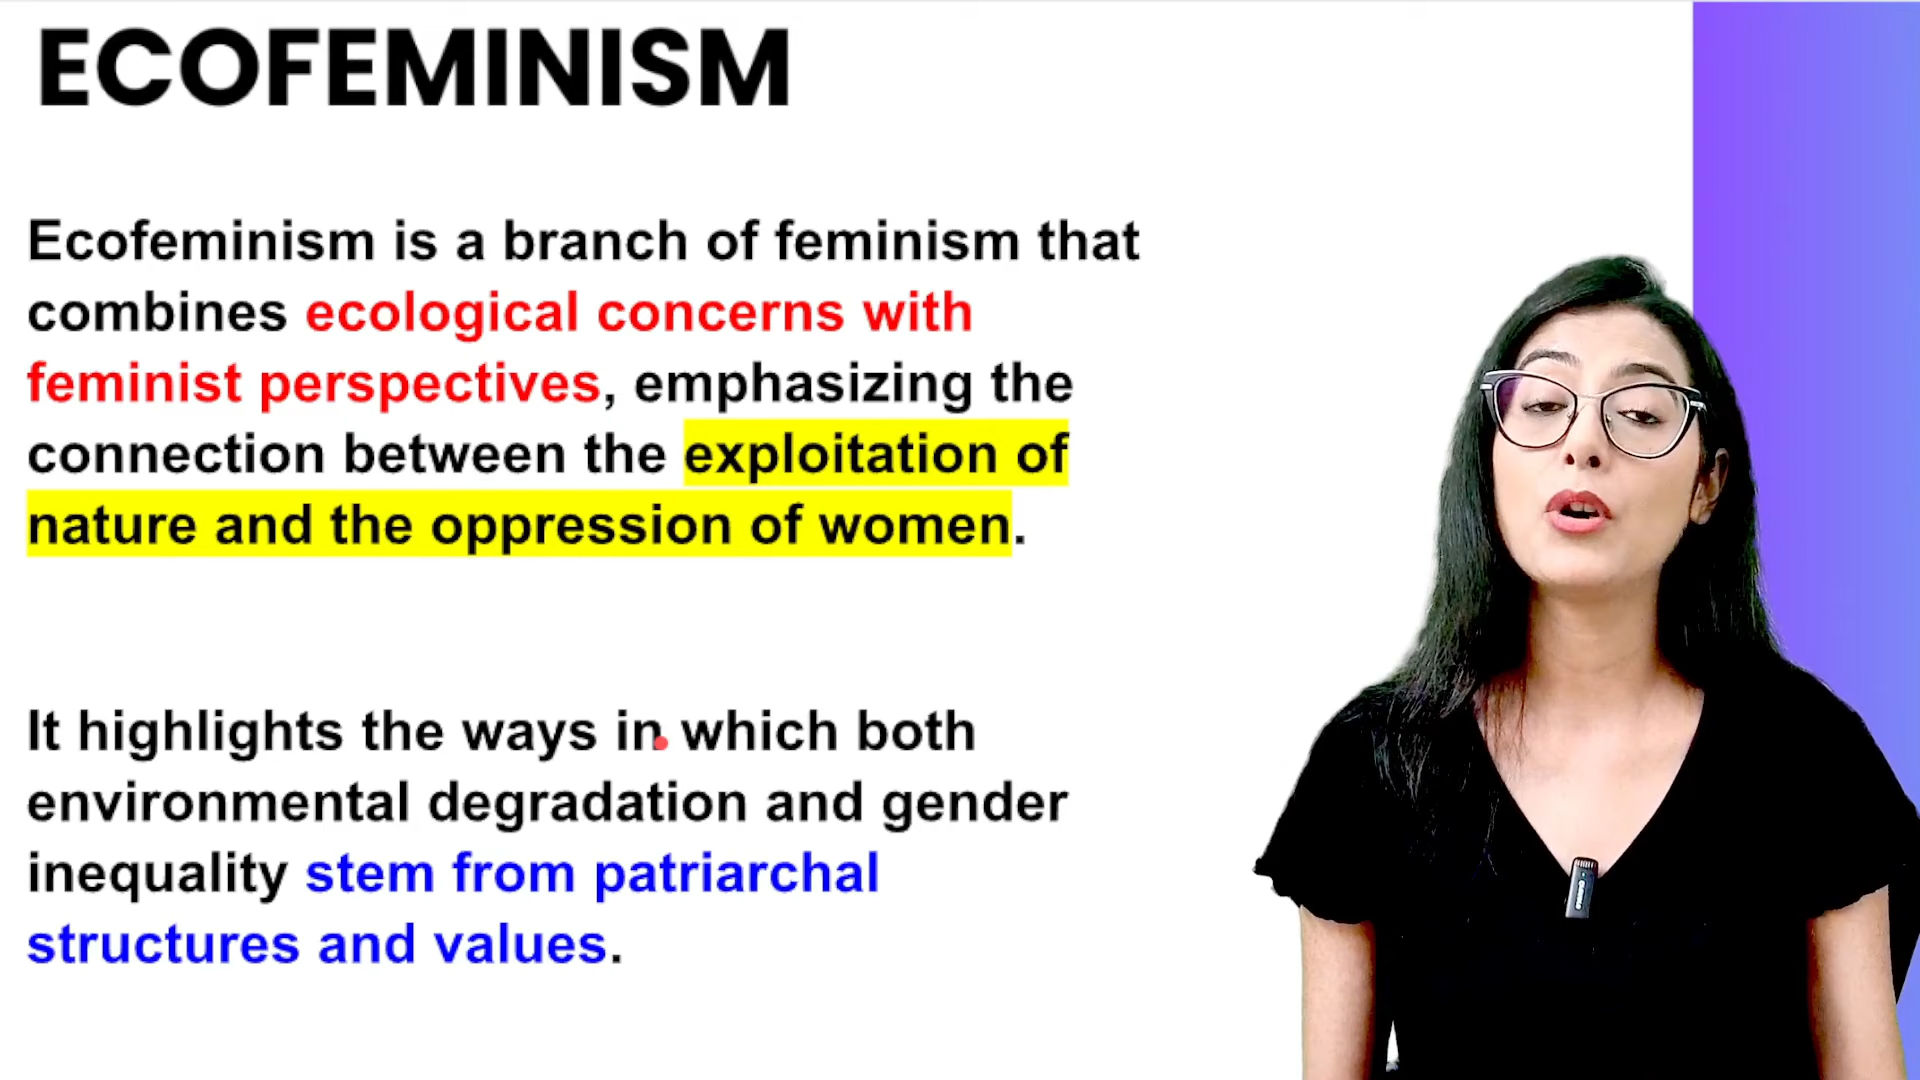 ECOFEMINISM
Ecofeminism is a branch of feminism that
combines ecological concerns with
feminist perspectives, emphasizing the
connection between the exploitation of
nature and the oppression of women.
It highlights the ways in which both
environmental degradation and gender
inequality stem from patriarchal
structures and values.